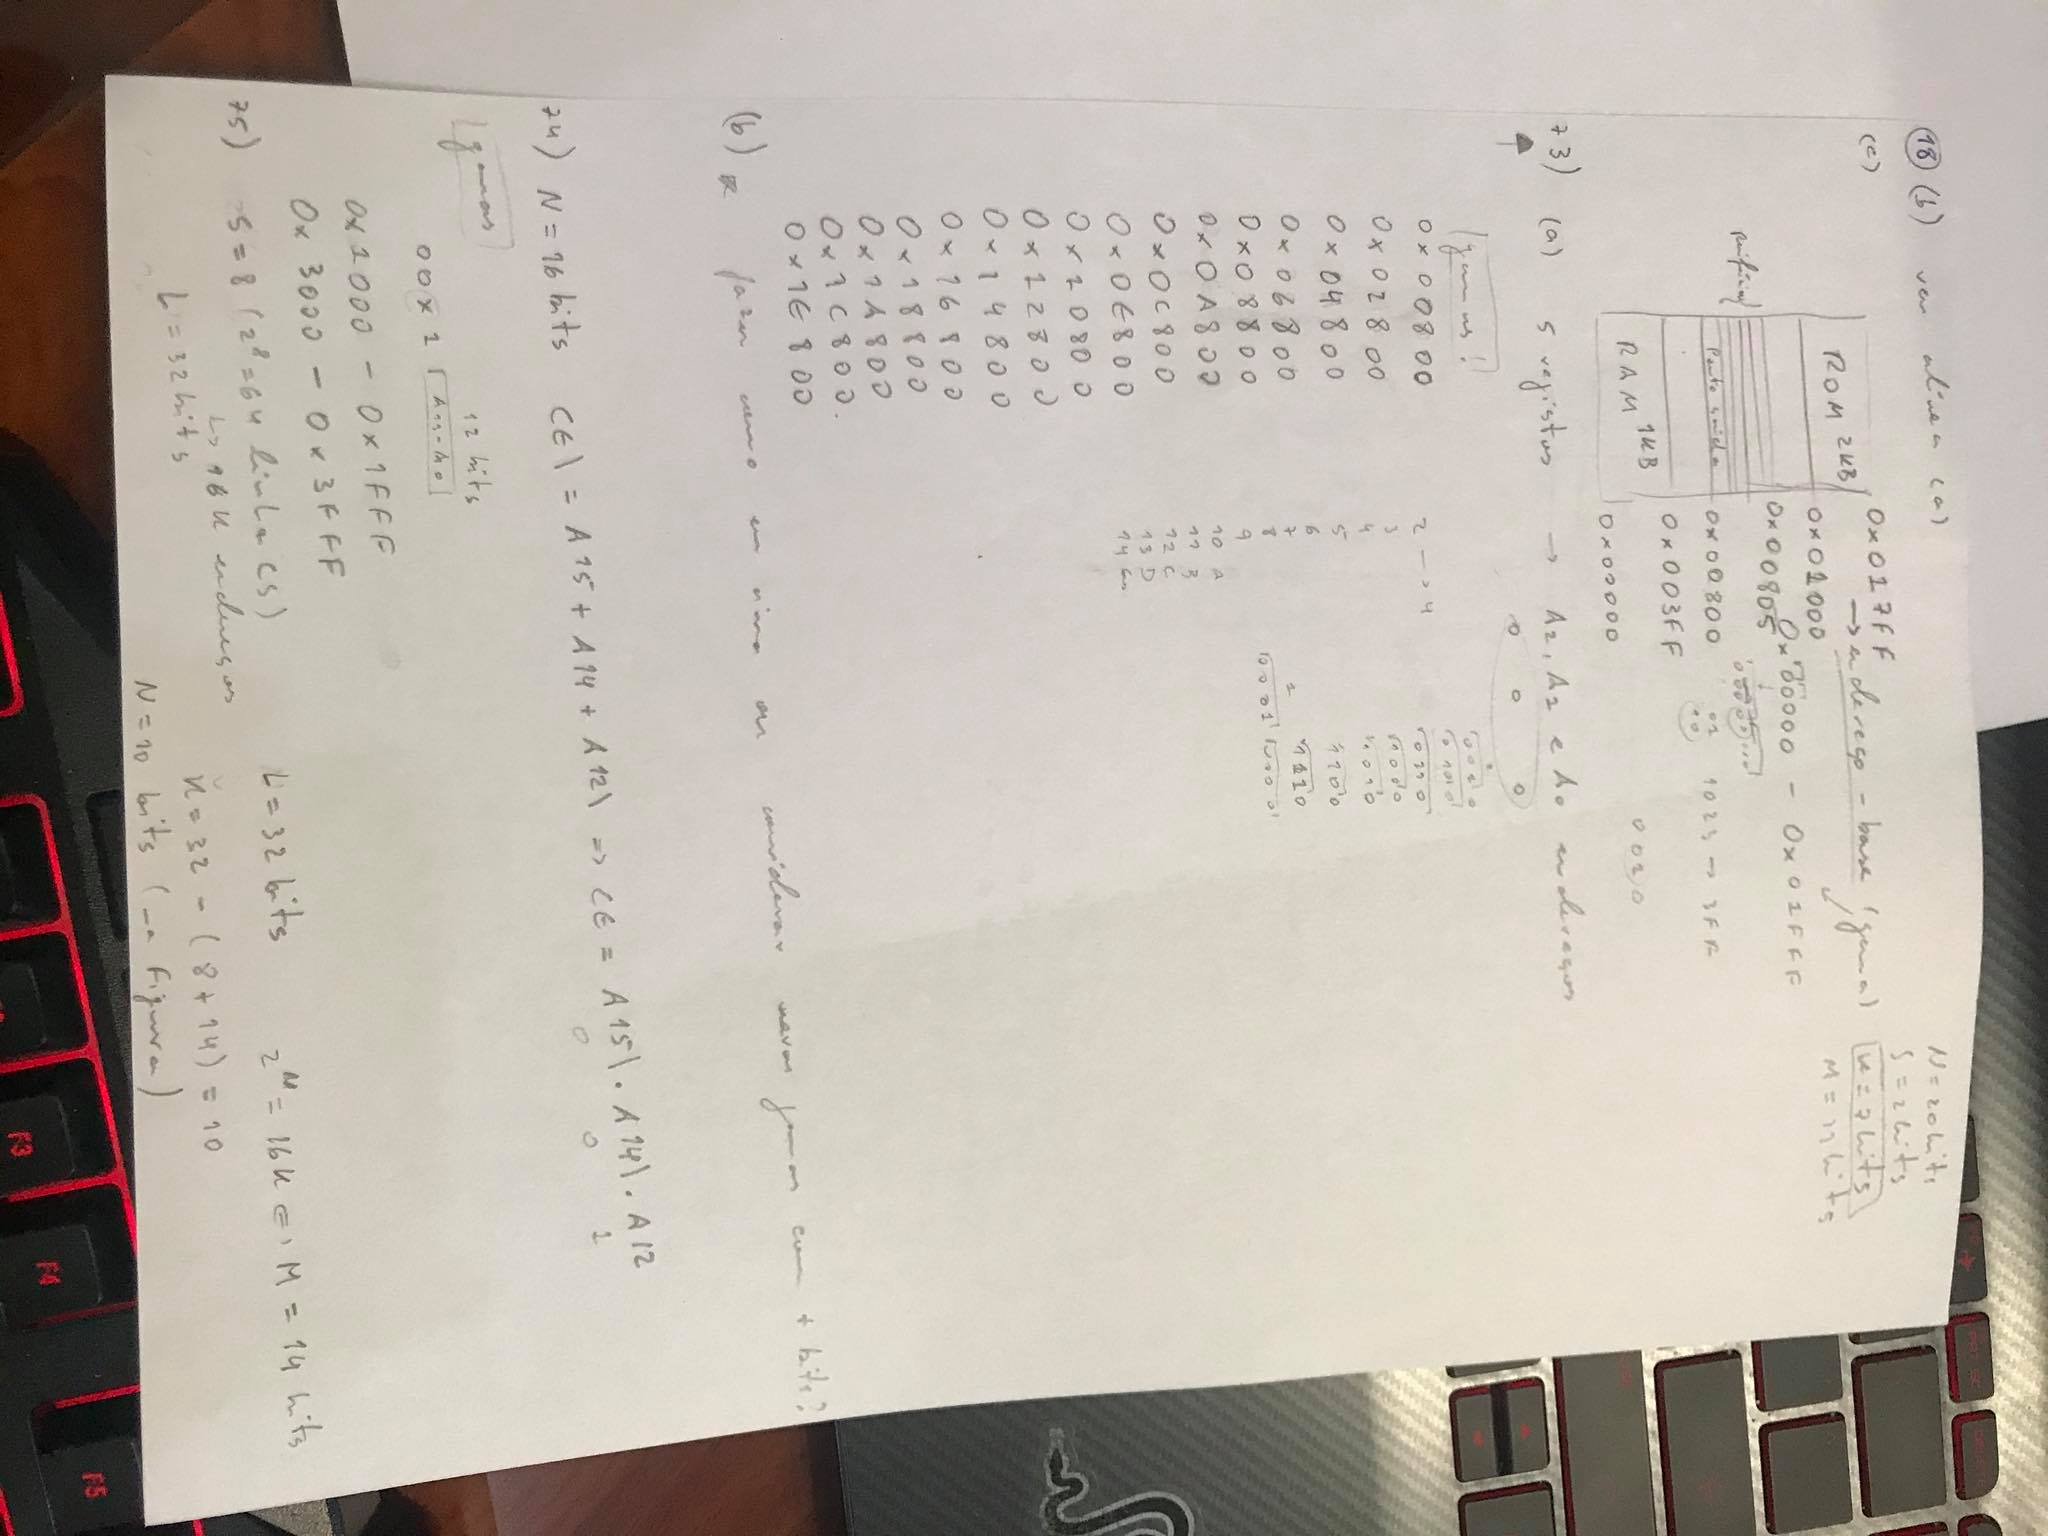 18 (b) ver alínea (a)
N = 20 bits
S = 2 bits
K = 7 bits
M = 11 bits
(c)
ROM 2KB
0x017FF
→ endereço-base (gama)
0x01000
0x00000 - 0x01FFF
0x00805
Porto saída
0x00800
01
10
1023 → 3FF
0x003FF
RAM 1KB
0010
0x00000
73) (a) 5 registos → A2, A1 e A0 endereços
0 0 0
gamas!
0x00800
0x02800
0x04800
0x06800
0x08800
0x0A800
0x0C800
0x0E800
0x10800
0x12800
0x14800
0x16800
0x18800
0x1A800
0x1C800.
0x1E800
2 → 4
3
4
5
6
7
8
9
10 A
11 B
12 C
13 D
14
0010
0100
0110
1000
1010
1100
1110
0001 0000
(b) fazer como em cima ou considerar novas gamas com + bits?
74) N = 16 bits CE\ = A15 + A14 + A12\ => CE = A15\ . A14\ . A12
0 0 1
gamas
12 bits
00x1 A11-A0
0x1000 - 0x1FFF
0x3000 - 0x3FFF
75) S = 8 (2^8=64 linha CS)
↳ 16K endereços
L = 32 bits
L = 32 bits
2^M = 16K <=> M = 14 bits
K = 32 - (8+14) = 10
N = 10 bits (na Figura)
F5
F4
F3